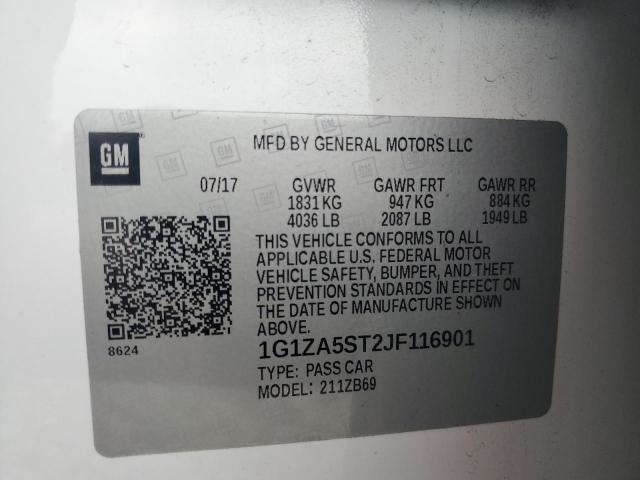 GM
MFD BY GENERAL MOTORS LLC
07/17 GVWR GAWR FRT GAWR RR
1831 KG 947 KG 884 KG
4036 LB 2087 LB 1949 LB
THIS VEHICLE CONFORMS TO ALL
APPLICABLE U.S. FEDERAL MOTOR
VEHICLE SAFETY, BUMPER, AND THEFT
PREVENTION STANDARDS IN EFFECT ON
THE DATE OF MANUFACTURE SHOWN
ABOVE.
8624
1G1ZA5ST2JF116901
TYPE: PASS CAR
MODEL: 211ZB69